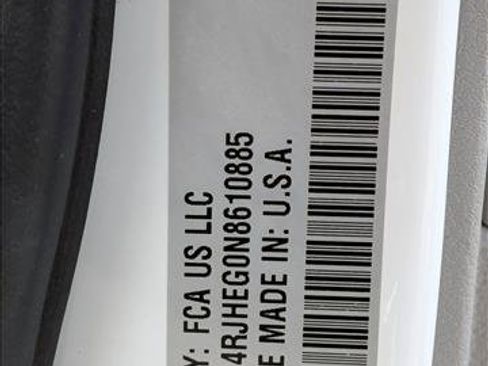 Y: FCA US LLC
4RJHEG0N8610885
E MADE IN: U.S.A.